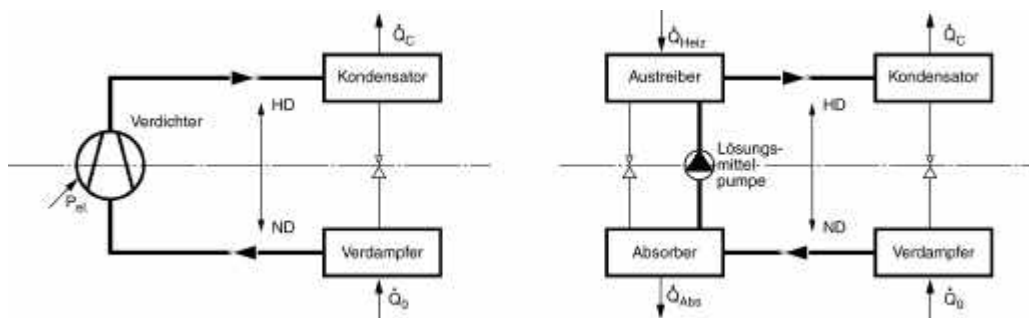 Q̇C
Kondensator
HD
Verdichter
Pel
ND
Verdampfer
Q̇0
Q̇Heiz
Q̇C
Austreiber
Kondensator
HD
Lösungs-
mittel-
pumpe
ND
Absorber
Verdampfer
Q̇Abs
Q̇0